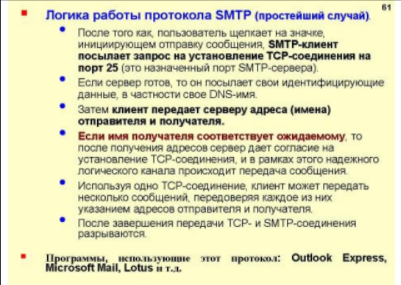 61
Логика работы протокола SMTP (простейший случай).
После того как, пользователь щелкает на значке,
инициирующем отправку сообщения, SMTP-клиент
посылает запрос на установление TCP-соединения на
порт 25 (это назначенный порт SMTP-сервера).
Если сервер готов, то он посылает свои идентифицирующие
данные, в частности свое DNS-имя.
Затем клиент передает серверу адреса (имена)
отправителя и получателя.
Если имя получателя соответствует ожидаемому, то
после получения адресов сервер дает согласие на
установление TCP-соединения, и в рамках этого надежного
логического канала происходит передача сообщения.
Используя одно TCP-соединение, клиент может передать
несколько сообщений, передоверяя каждое из них
указанием адресов отправителя и получателя.
После завершения передачи TCP- и SMTP-соединения
разрываются.
Программы, использующие этот протокол: Outlook Express,
Microsoft Mail, Lotus и т.д.